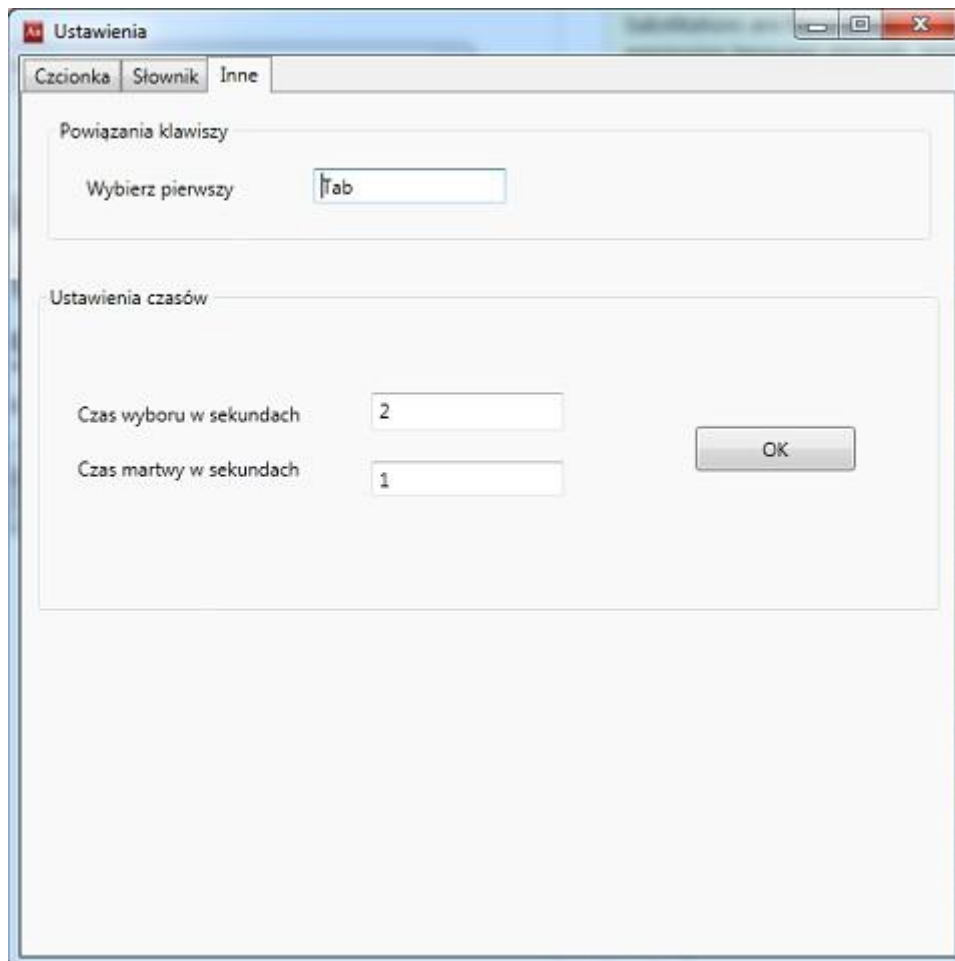 Ustawienia
Czcionka Słownik Inne
Powiązania klawiszy
Wybierz pierwszy Tab
Ustawienia czasów
Czas wyboru w sekundach 2
OK
Czas martwy w sekundach 1